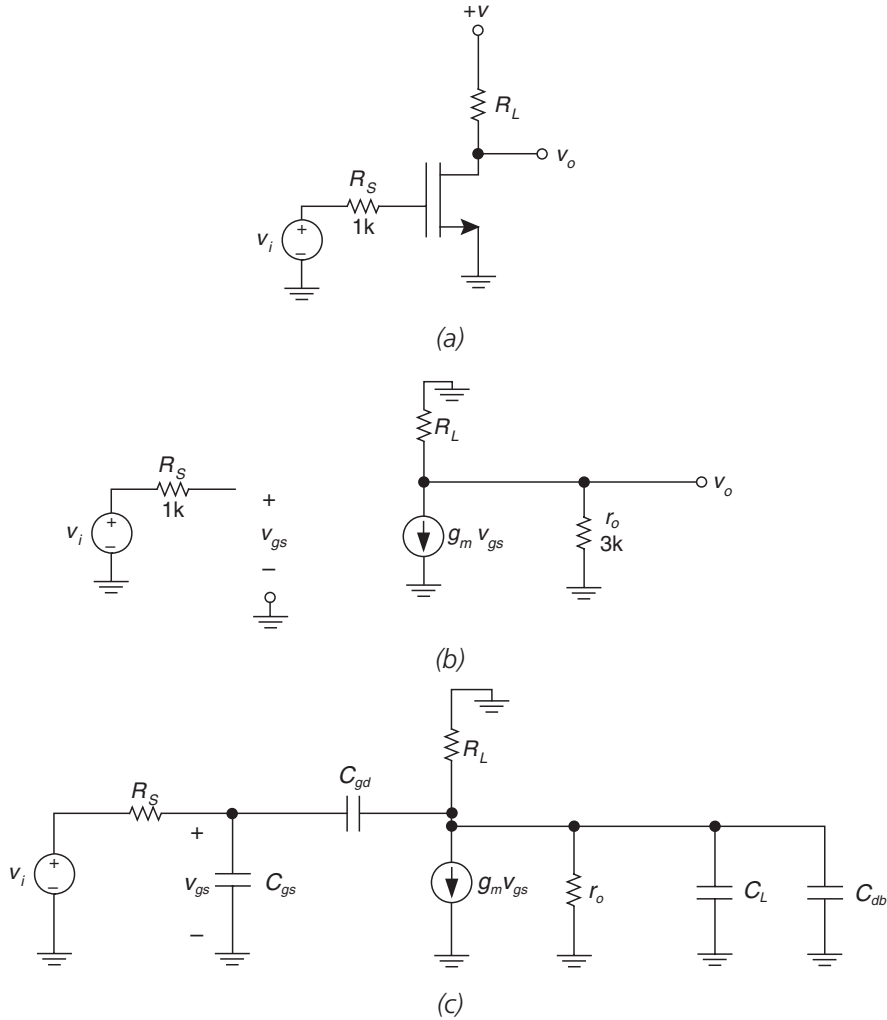 +v
R_L
v_o
R_S
1k
v_i
+
−
(a)
R_L
R_S
1k
v_i
+
−
+
v_gs
−
g_m v_gs
r_o
3k
v_o
(b)
R_L
C_gd
R_S
v_i
+
−
+
v_gs
−
C_gs
g_m v_gs
r_o
C_L
C_db
(c)